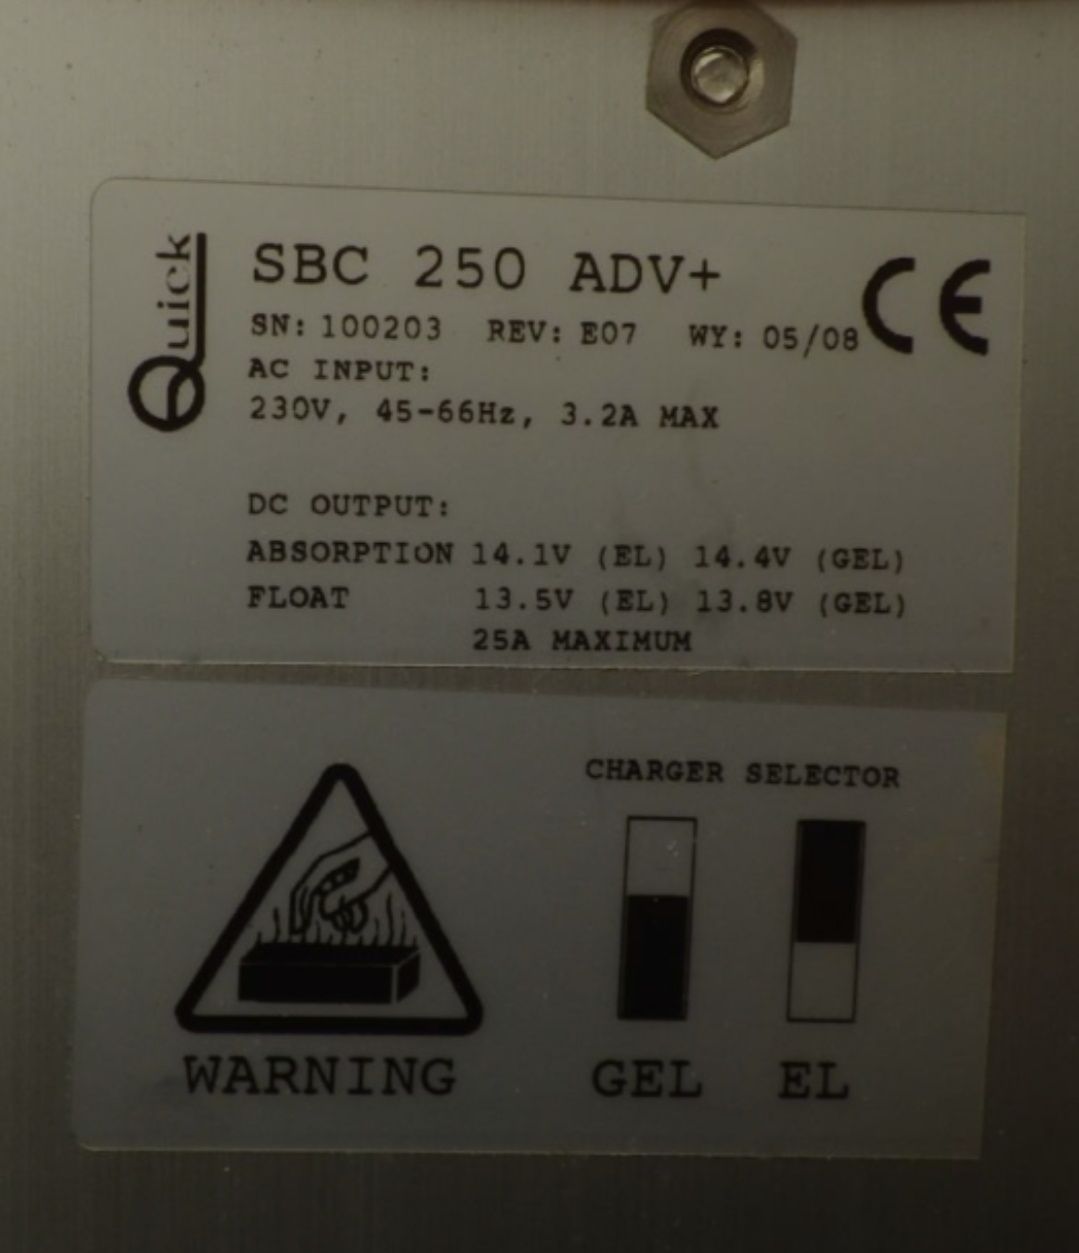 Quick
SBC 250 ADV+
CE
SN: 100203 REV: E07 WY: 05/08
AC INPUT:
230V, 45-66Hz, 3.2A MAX
DC OUTPUT:
ABSORPTION 14.1V (EL) 14.4V (GEL)
FLOAT 13.5V (EL) 13.8V (GEL)
25A MAXIMUM
CHARGER SELECTOR
WARNING GEL EL